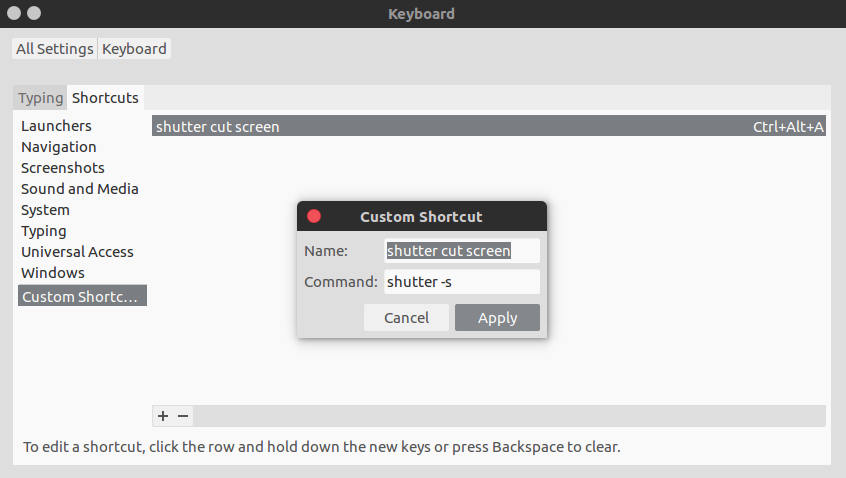 Keyboard
All Settings Keyboard
Typing Shortcuts
Launchers
Navigation
Screenshots
Sound and Media
System
Typing
Universal Access
Windows
Custom Shortc...
shutter cut screen Ctrl+Alt+A
Custom Shortcut
Name: shutter cut screen
Command: shutter -s
Cancel Apply
+ −
To edit a shortcut, click the row and hold down the new keys or press Backspace to clear.